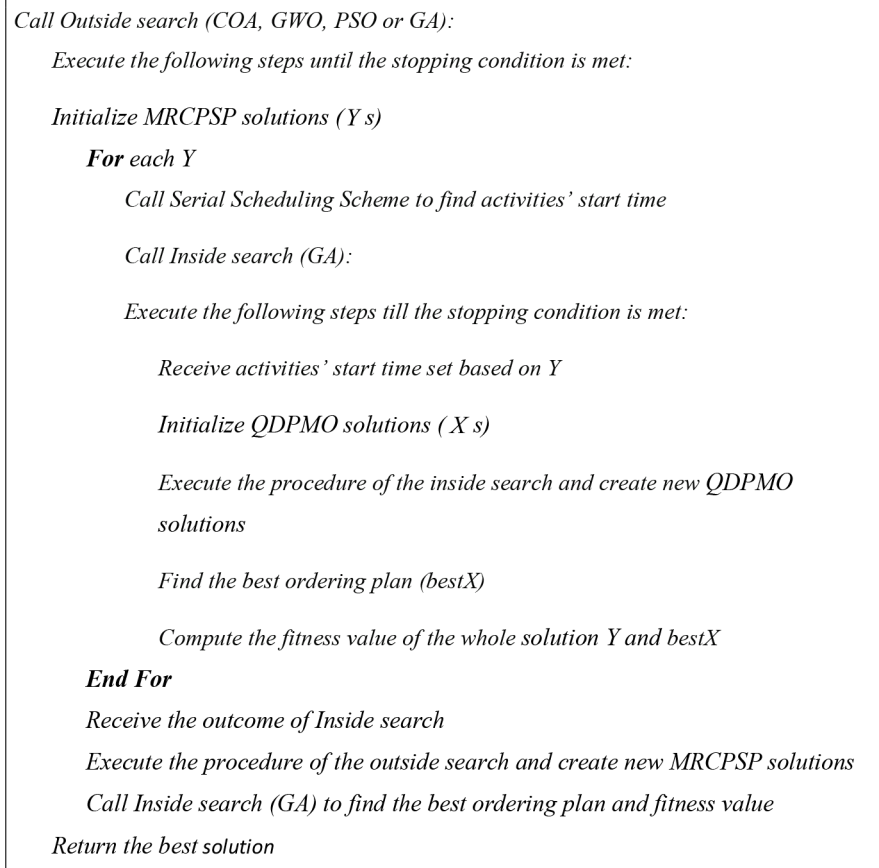 Call Outside search (COA, GWO, PSO or GA):
Execute the following steps until the stopping condition is met:
Initialize MRCPSP solutions (Y s)
For each Y
Call Serial Scheduling Scheme to find activities’ start time
Call Inside search (GA):
Execute the following steps till the stopping condition is met:
Receive activities’ start time set based on Y
Initialize QDPMO solutions ( X s)
Execute the procedure of the inside search and create new QDPMO
solutions
Find the best ordering plan (bestX)
Compute the fitness value of the whole solution Y and bestX
End For
Receive the outcome of Inside search
Execute the procedure of the outside search and create new MRCPSP solutions
Call Inside search (GA) to find the best ordering plan and fitness value
Return the best solution